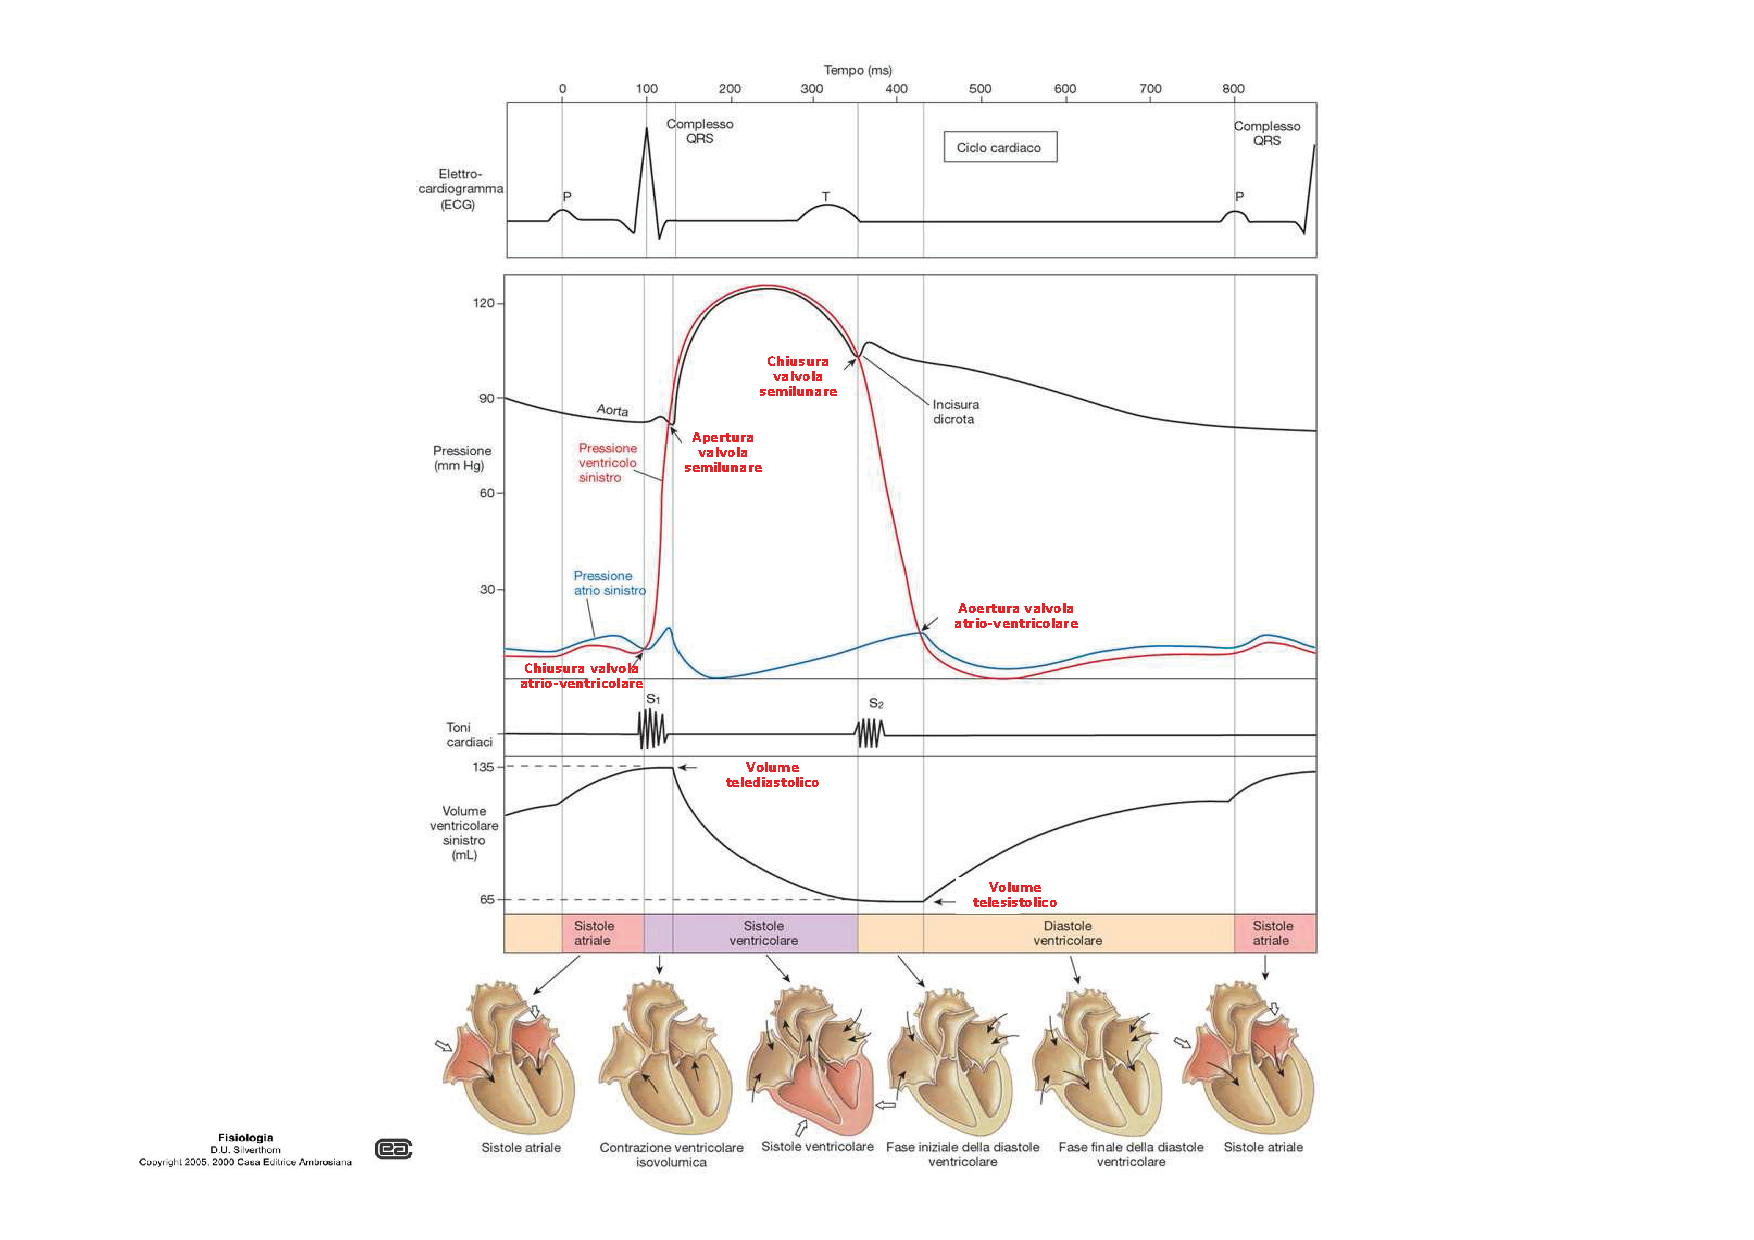 Tempo (ms)
0 100 200 300 400 500 600 700 800
Complesso
QRS
Ciclo cardiaco
Complesso
QRS
Elettro-
cardiogramma
(ECG)
P
T
P
120
90
60
30
Pressione
(mm Hg)
Aorta
Chiusura
valvola
semilunare
Incisura
dicrota
Apertura
valvola
semilunare
Pressione
ventricolo
sinistro
Pressione
atrio sinistro
Aoertura valvola
atrio-ventricolare
Chiusura valvola
atrio-ventricolare
S1
S2
Toni
cardiaci
135
Volume
telediastolico
Volume
ventricolare
sinistro
(mL)
65
Volume
telesistolico
Sistole
atriale
Sistole
ventricolare
Diastole
ventricolare
Sistole
atriale
Sistole atriale
Contrazione ventricolare
isovolumica
Sistole ventricolare
Fase iniziale della diastole
ventricolare
Fase finale della diastole
ventricolare
Sistole atriale
Fisiologia
D.U. Silverthorn
Copyright 2005, 2000 Casa Editrice Ambrosiana